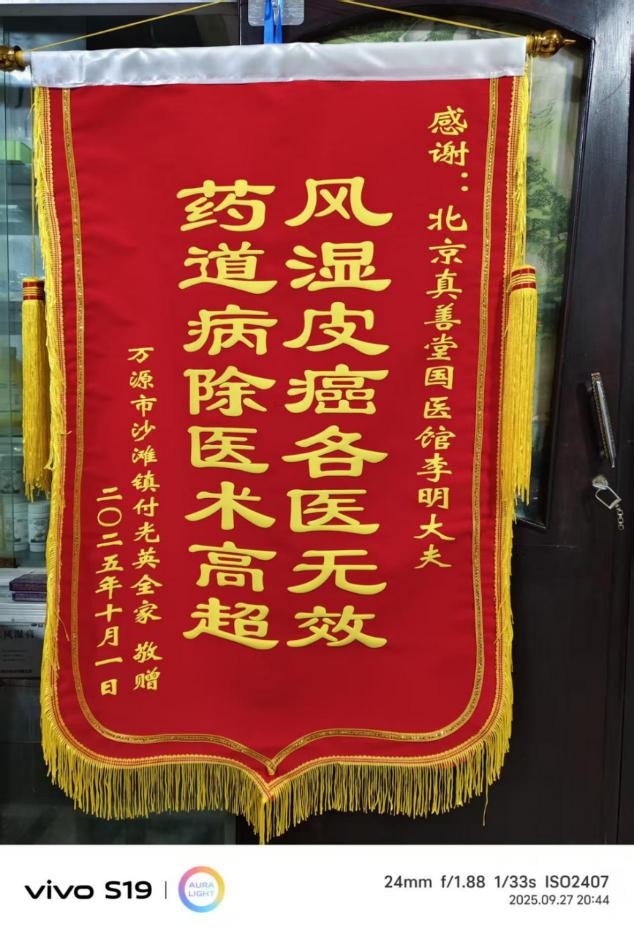 感谢：北京真善堂国医馆李明大夫
风湿皮癌各医无效
药道病除医术高超
万源市沙滩镇付光英全家 敬赠
二〇二五年十月一日
vivo S19
AURA LIGHT
24mm f/1.88 1/33s ISO2407
2025.09.27 20:44